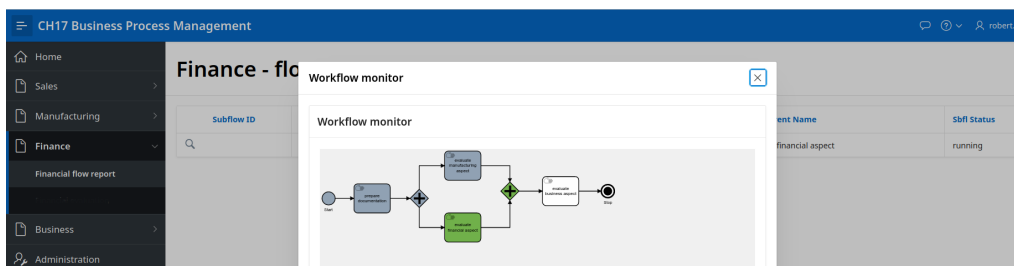 CH17 Business Process Management
robert
Home
Sales
Manufacturing
Finance
Financial flow report
Business
Administration
Finance - flo
Subflow ID
ent Name
Sbfl Status
financial aspect
running
Workflow monitor
Workflow monitor
Start
prepare
documentation
evaluate
manufacturing
aspect
evaluate
financial aspect
evaluate
business aspect
Stop